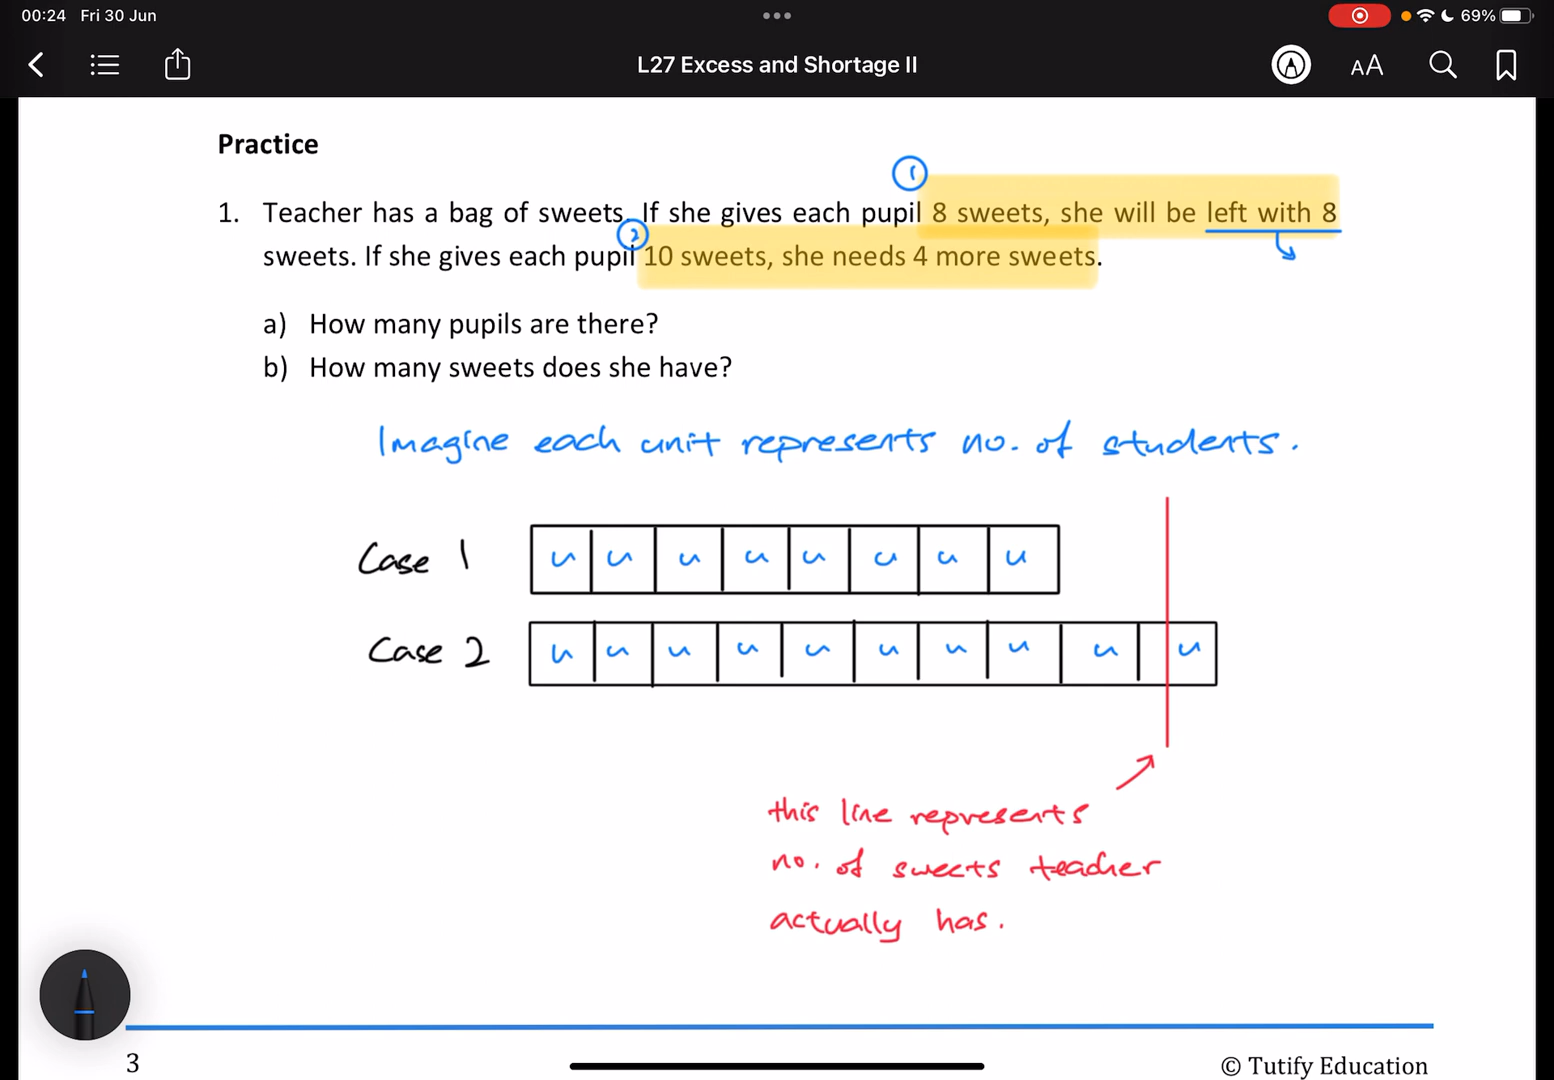 00:24 Fri 30 Jun
69%
L27 Excess and Shortage II
AA
Practice
1
1. Teacher has a bag of sweets. If she gives each pupil 8 sweets, she will be left with 8
2
sweets. If she gives each pupil 10 sweets, she needs 4 more sweets.
a) How many pupils are there?
b) How many sweets does she have?
Imagine each unit represents no. of students.
Case 1 u u u u u u u u
Case 2 u u u u u u u u u u
this line represents
no. of sweets teacher
actually has.
3
© Tutify Education